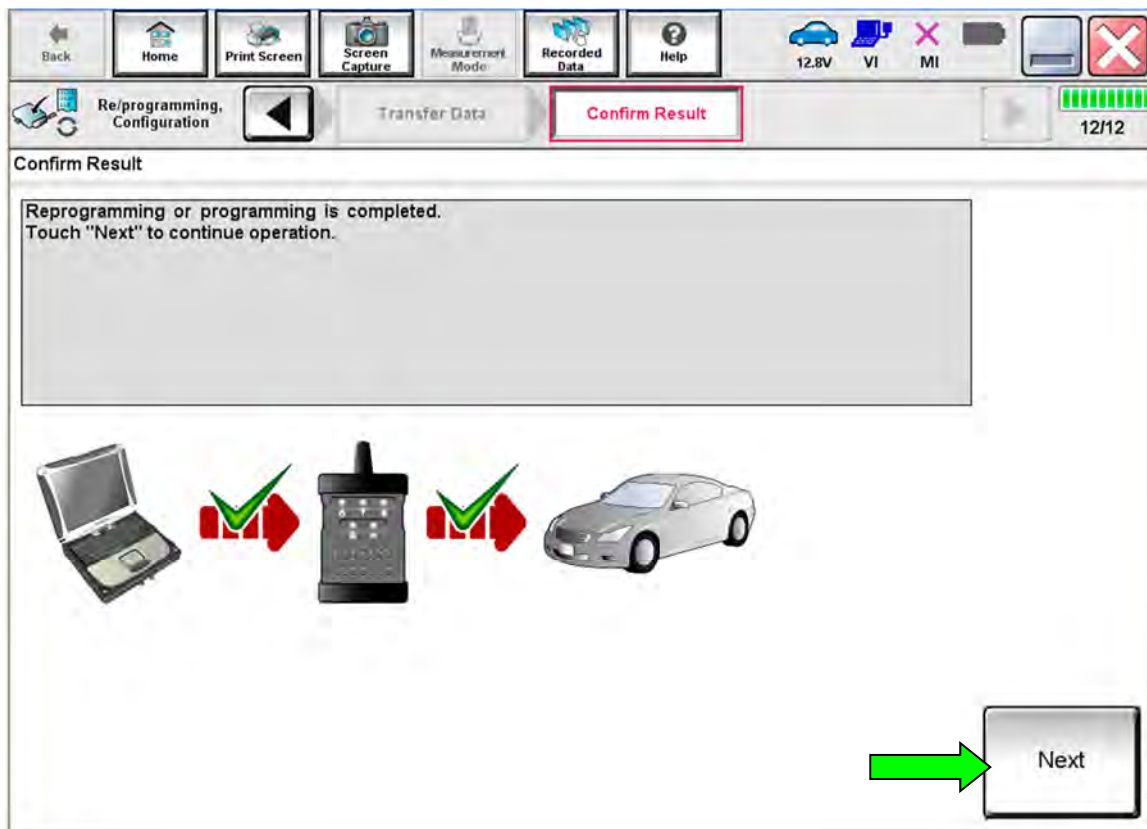 Back
Home
Print Screen
Screen
Capture
Measurement
Mode
Recorded
Data
Help
12.8V
VI
MI
Re/programming,
Configuration
Transfer Data
Confirm Result
12/12
Confirm Result
Reprogramming or programming is completed.
Touch "Next" to continue operation.
Next